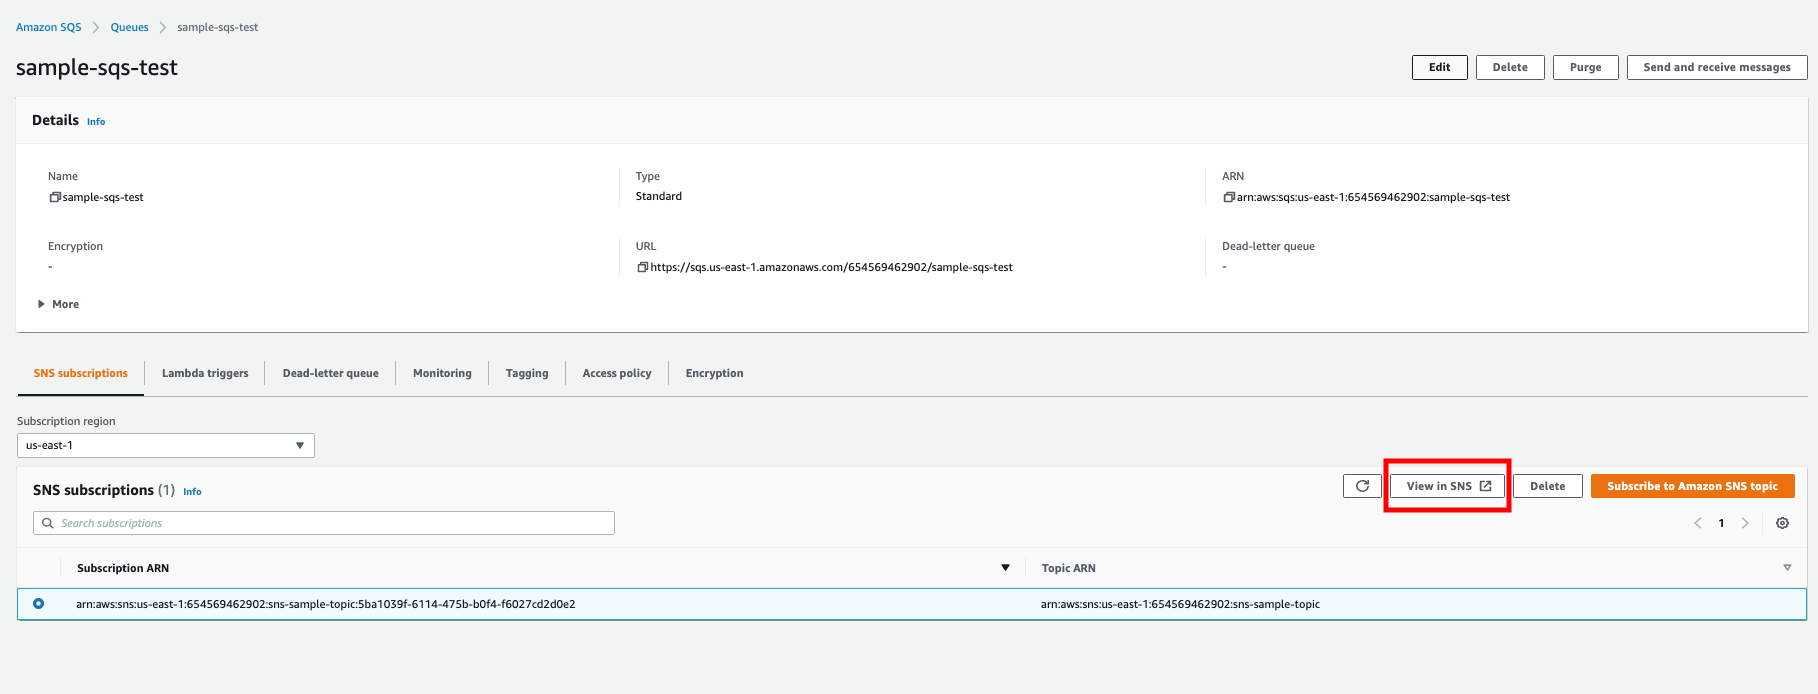 Amazon SQS > Queues > sample-sqs-test
sample-sqs-test
Edit Delete Purge Send and receive messages
Details Info
Name Type ARN
sample-sqs-test Standard arn:aws:sqs:us-east-1:654569462902:sample-sqs-test
Encryption URL Dead-letter queue
- https://sqs.us-east-1.amazonaws.com/654569462902/sample-sqs-test -
More
SNS subscriptions Lambda triggers Dead-letter queue Monitoring Tagging Access policy Encryption
Subscription region
us-east-1
SNS subscriptions (1) Info View in SNS Delete Subscribe to Amazon SNS topic
Search subscriptions 1
Subscription ARN Topic ARN
arn:aws:sns:us-east-1:654569462902:sns-sample-topic:5ba1039f-6114-475b-b0f4-f6027cd2d0e2 arn:aws:sns:us-east-1:654569462902:sns-sample-topic